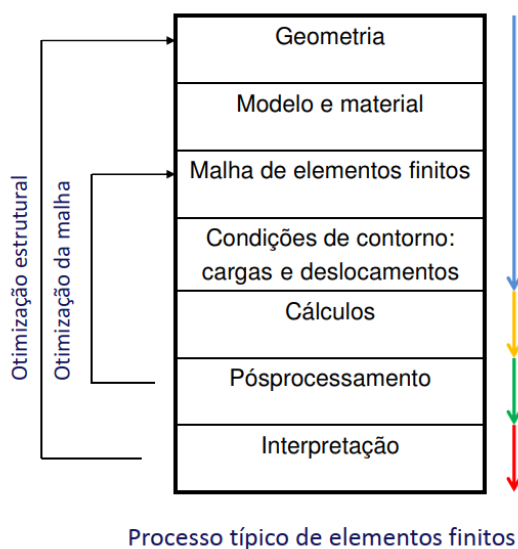 Geometria
Modelo e material
Malha de elementos finitos
Condições de contorno:
cargas e deslocamentos
Cálculos
Pósprocessamento
Interpretação
Otimização estrutural
Otimização da malha
Processo típico de elementos finitos